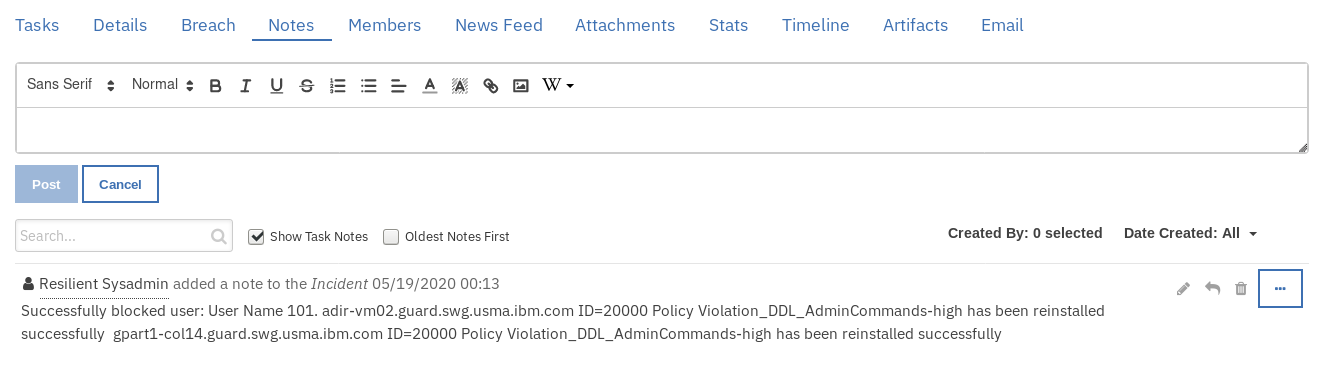 Tasks Details Breach Notes Members News Feed Attachments Stats Timeline Artifacts Email
Sans Serif Normal B I U S A A W
Post Cancel
Search... Show Task Notes Oldest Notes First Created By: 0 selected Date Created: All
Resilient Sysadmin added a note to the Incident 05/19/2020 00:13
Successfully blocked user: User Name 101. adir-vm02.guard.swg.usma.ibm.com ID=20000 Policy Violation_DDL_AdminCommands-high has been reinstalled
successfully gpart1-col14.guard.swg.usma.ibm.com ID=20000 Policy Violation_DDL_AdminCommands-high has been reinstalled successfully